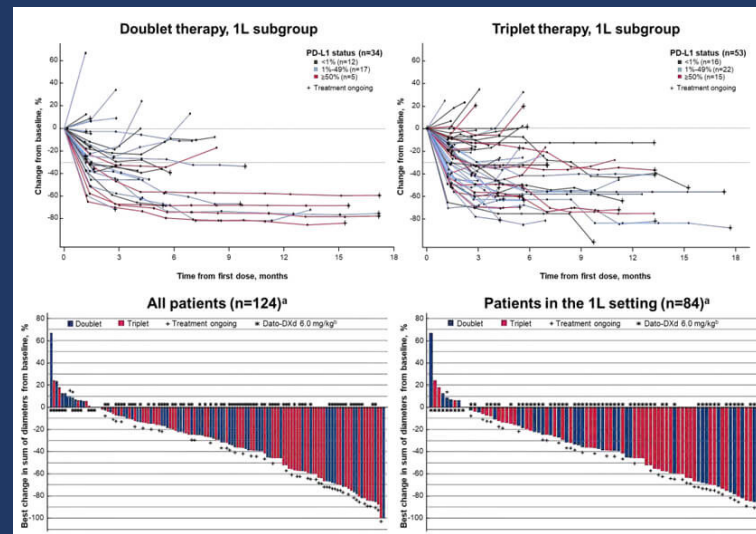 Doublet therapy, 1L subgroup
PD-L1 status (n=34)
<1% (n=12)
1%-49% (n=17)
≥50% (n=5)
+ Treatment ongoing
Change from baseline, %
60
40
20
0
-20
-40
-60
-80
0 3 6 9 12 15 18
Time from first dose, months
Triplet therapy, 1L subgroup
PD-L1 status (n=53)
<1% (n=16)
1%-49% (n=22)
≥50% (n=15)
+ Treatment ongoing
Change from baseline, %
60
40
20
0
-20
-40
-60
-80
0 2 4 6 8 10 12 14 16 18
Time from first dose, months
All patients (n=124)ᵃ
Doublet Triplet + Treatment ongoing Dato-DXd 6.0 mg/kgᵇ
Best change in sum of diameters from baseline, %
80
60
40
20
0
-20
-40
-60
-80
-100
Patients in the 1L setting (n=84)ᵃ
Doublet Triplet + Treatment ongoing Dato-DXd 6.0 mg/kgᵇ
Best change in sum of diameters from baseline, %
80
60
40
20
0
-20
-40
-60
-80
-100